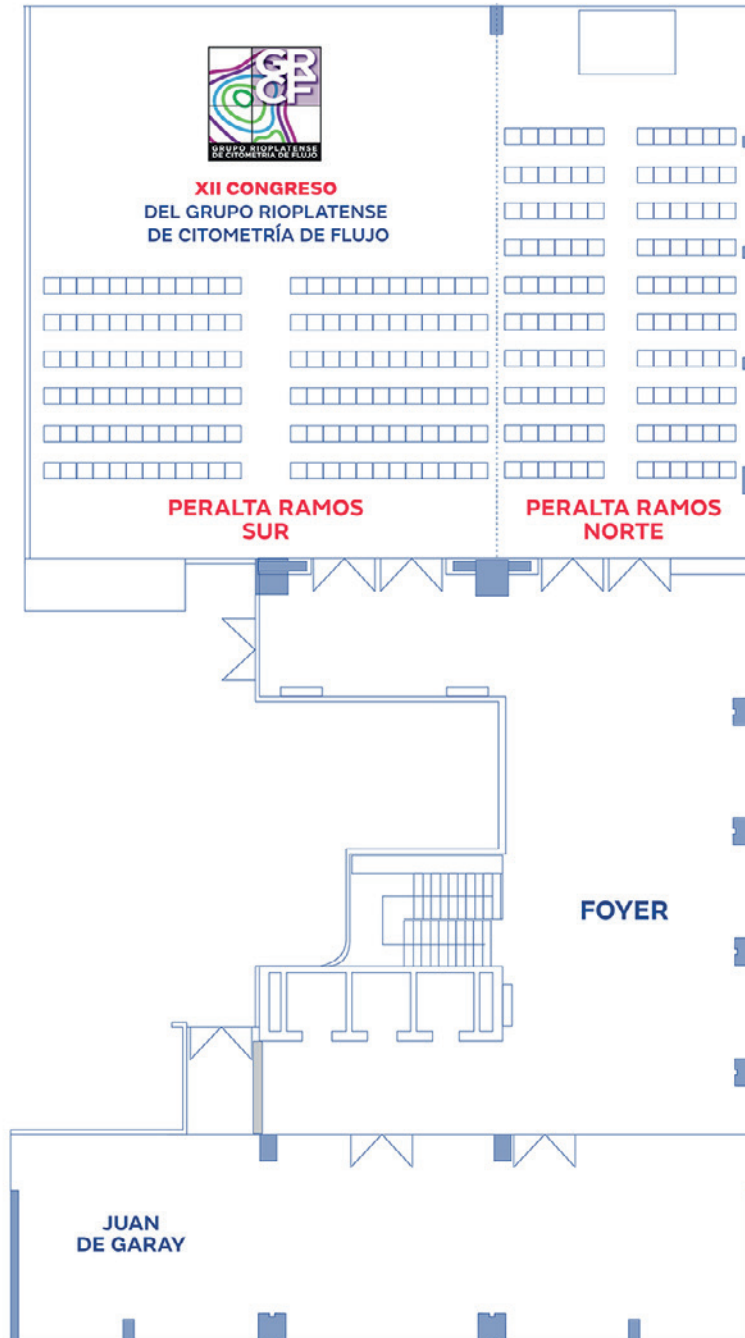 GR
CF
GRUPO RIOPLATENSE
DE CITOMETRIA DE FLUJO
XII CONGRESO
DEL GRUPO RIOPLATENSE
DE CITOMETRÍA DE FLUJO
PERALTA RAMOS
SUR
PERALTA RAMOS
NORTE
FOYER
JUAN
DE GARAY